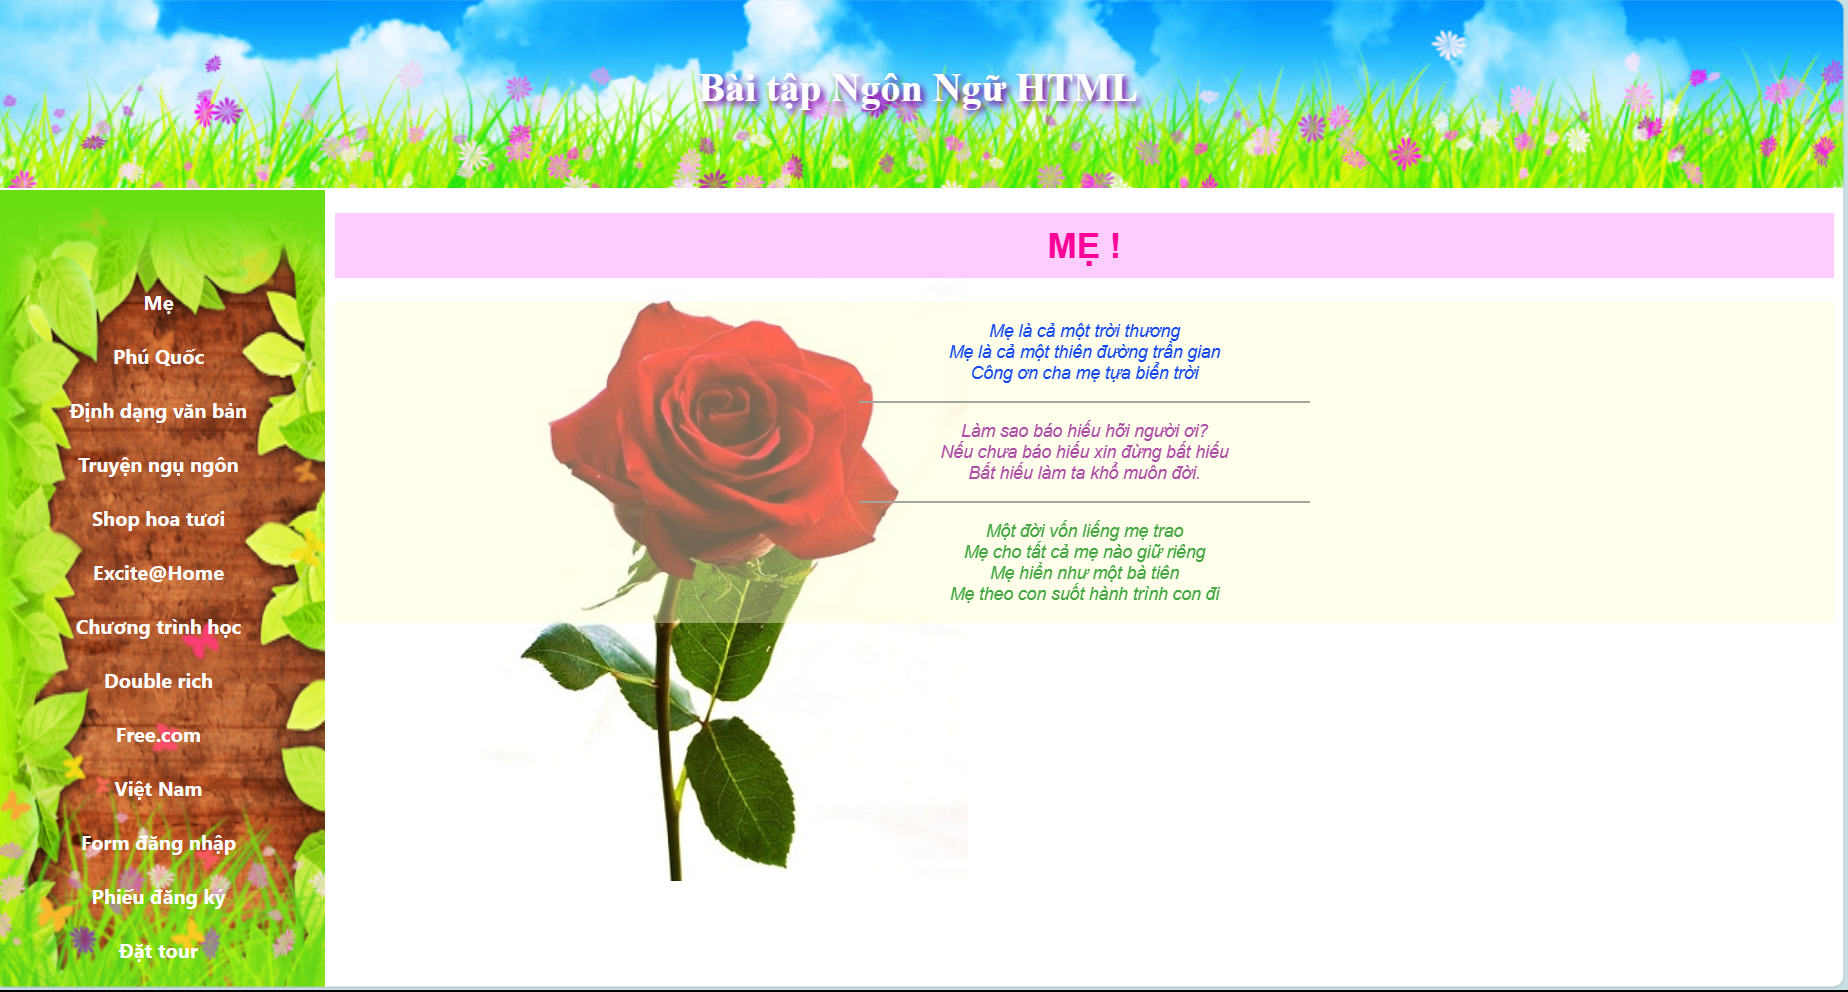 Bài tập Ngôn Ngữ HTML
Mẹ
Phú Quốc
Định dạng văn bản
Truyện ngụ ngôn
Shop hoa tươi
Excite@Home
Chương trình học
Double rich
Free.com
Việt Nam
Form đăng nhập
Phiếu đăng ký
Đặt tour
MẸ !
Mẹ là cả một trời thương
Mẹ là cả một thiên đường trần gian
Công ơn cha mẹ tựa biển trời
Làm sao báo hiếu hỡi người ơi?
Nếu chưa báo hiếu xin đừng bất hiếu
Bất hiếu làm ta khổ muôn đời.
Một đời vốn liếng mẹ trao
Mẹ cho tất cả mẹ nào giữ riêng
Mẹ hiền như một bà tiên
Mẹ theo con suốt hành trình con đi